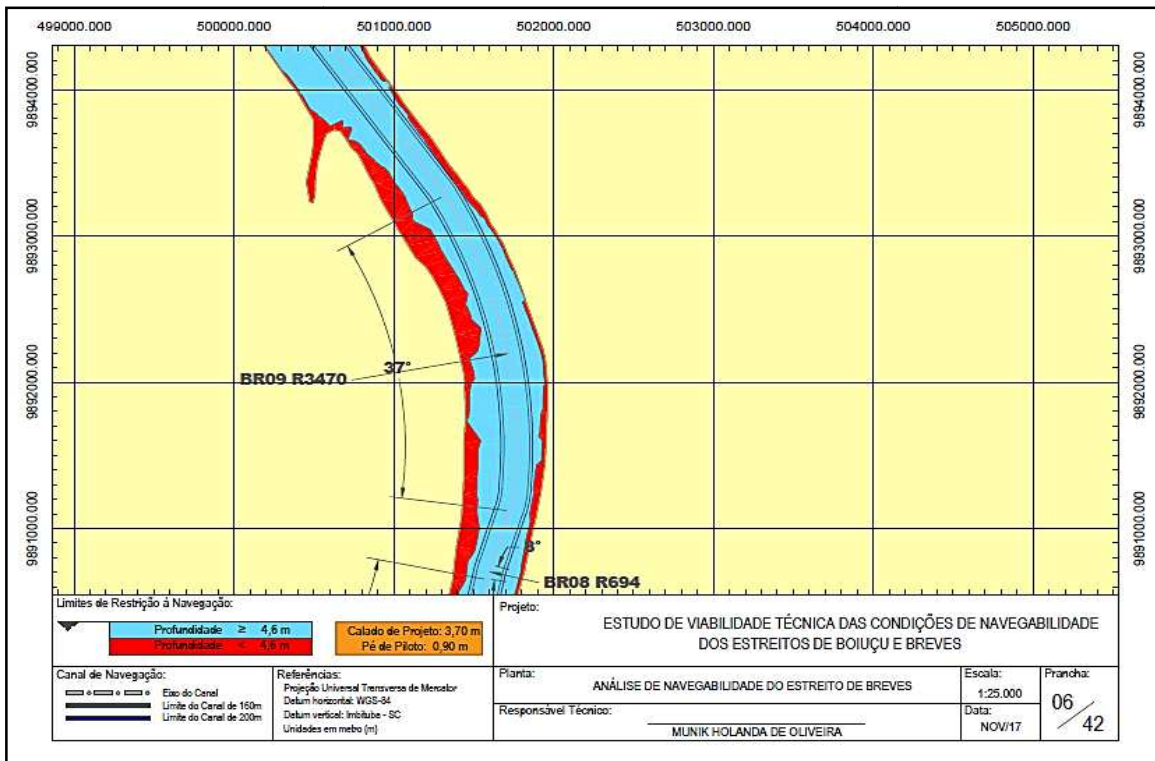 499000.000 500000.000 501000.000 502000.000 503000.000 504000.000 505000.000
9894000.000 9894000.000
9893000.000 9893000.000
9892000.000 9892000.000
9891000.000 9891000.000
37°
BR09 R3470
8°
BR08 R694
Limites de Restrição à Navegação:
Profundidade ≥ 4,6 m
Profundidade < 4,6 m
Calado de Projeto: 3,70 m
Pé de Piloto: 0,90 m
Canal de Navegação:
Eixo do Canal
Limite do Canal de 150m
Limite do Canal de 200m
Referências:
Projeção Universal Transversa de Mercator
Datum horizontal: WGS-84
Datum vertical: Imbituba - SC
Unidades em metro (m)
Projeto:
ESTUDO DE VIABILIDADE TÉCNICA DAS CONDIÇÕES DE NAVEGABILIDADE
DOS ESTREITOS DE BOIUÇU E BREVES
Planta:
ANÁLISE DE NAVEGABILIDADE DO ESTREITO DE BREVES
Responsável Técnico:
MUNIK HOLANDA DE OLIVEIRA
Escala:
1:25.000
Data:
NOV/17
Prancha:
06/42